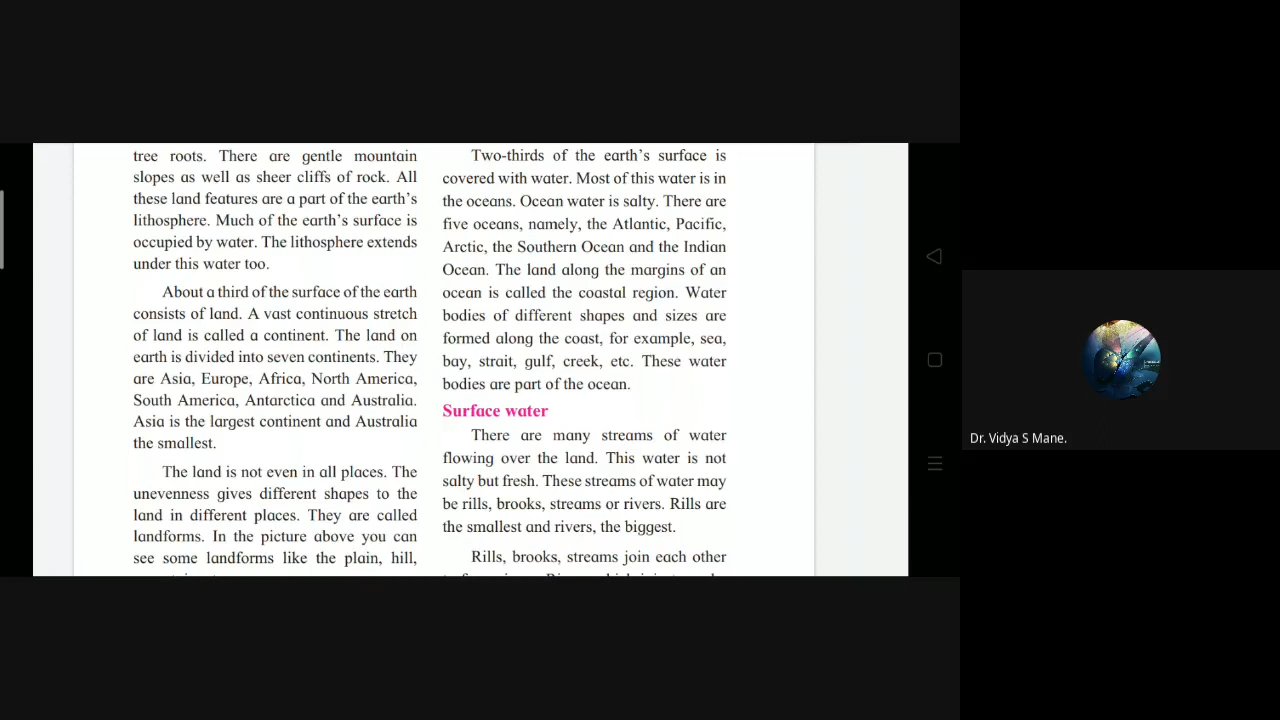 tree roots. There are gentle mountain
slopes as well as sheer cliffs of rock. All
these land features are a part of the earth's
lithosphere. Much of the earth's surface is
occupied by water. The lithosphere extends
under this water too.
About a third of the surface of the earth
consists of land. A vast continuous stretch
of land is called a continent. The land on
earth is divided into seven continents. They
are Asia, Europe, Africa, North America,
South America, Antarctica and Australia.
Asia is the largest continent and Australia
the smallest.
The land is not even in all places. The
unevenness gives different shapes to the
land in different places. They are called
landforms. In the picture above you can
see some landforms like the plain, hill,
Two-thirds of the earth's surface is
covered with water. Most of this water is in
the oceans. Ocean water is salty. There are
five oceans, namely, the Atlantic, Pacific,
Arctic, the Southern Ocean and the Indian
Ocean. The land along the margins of an
ocean is called the coastal region. Water
bodies of different shapes and sizes are
formed along the coast, for example, sea,
bay, strait, gulf, creek, etc. These water
bodies are part of the ocean.
Surface water
There are many streams of water
flowing over the land. This water is not
salty but fresh. These streams of water may
be rills, brooks, streams or rivers. Rills are
the smallest and rivers, the biggest.
Rills, brooks, streams join each other
Dr. Vidya S Mane.